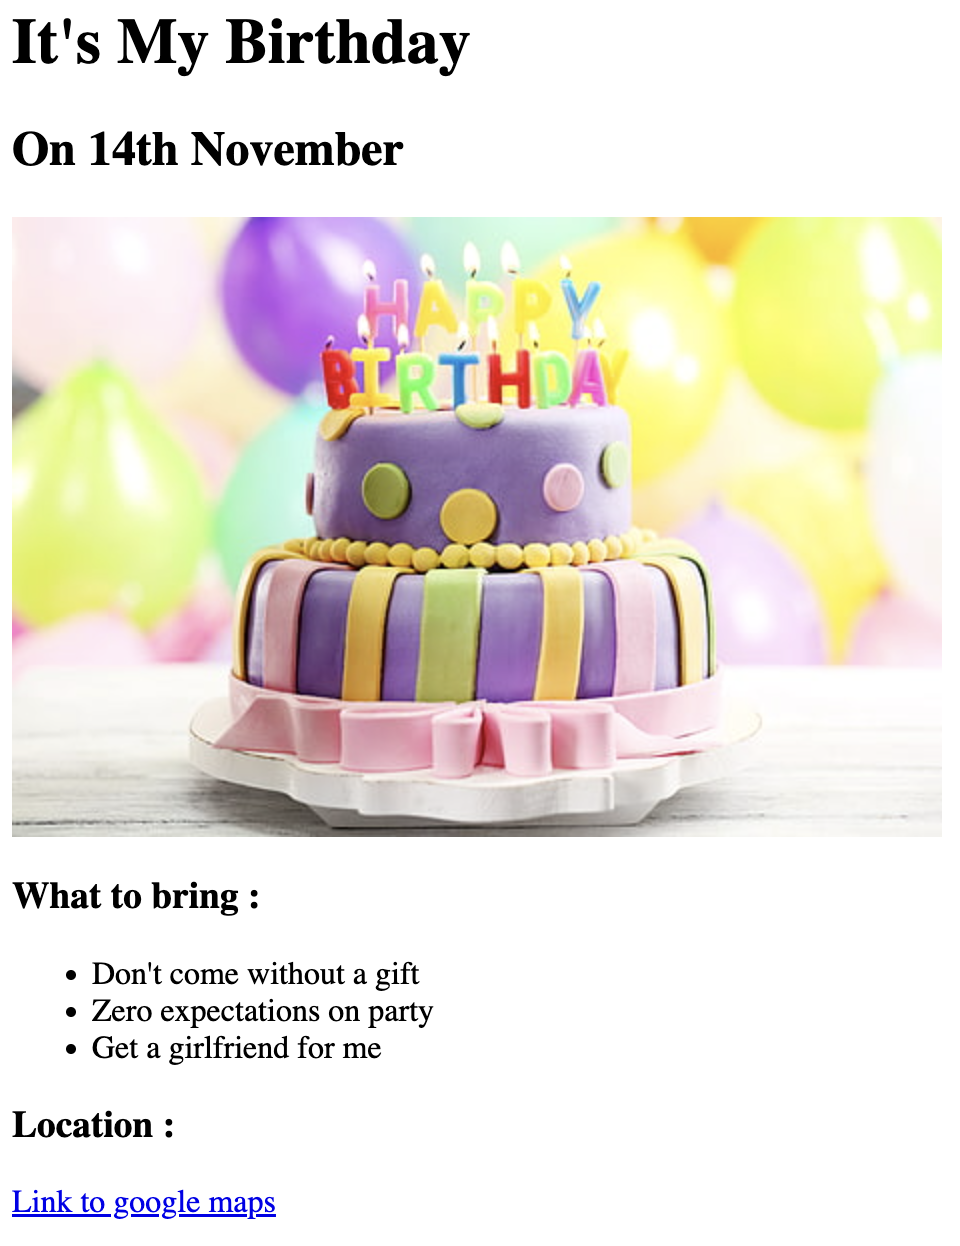 It's My Birthday
On 14th November
HAPPY
BIRTHDAY
What to bring :
Don't come without a gift
Zero expectations on party
Get a girlfriend for me
Location :
Link to google maps